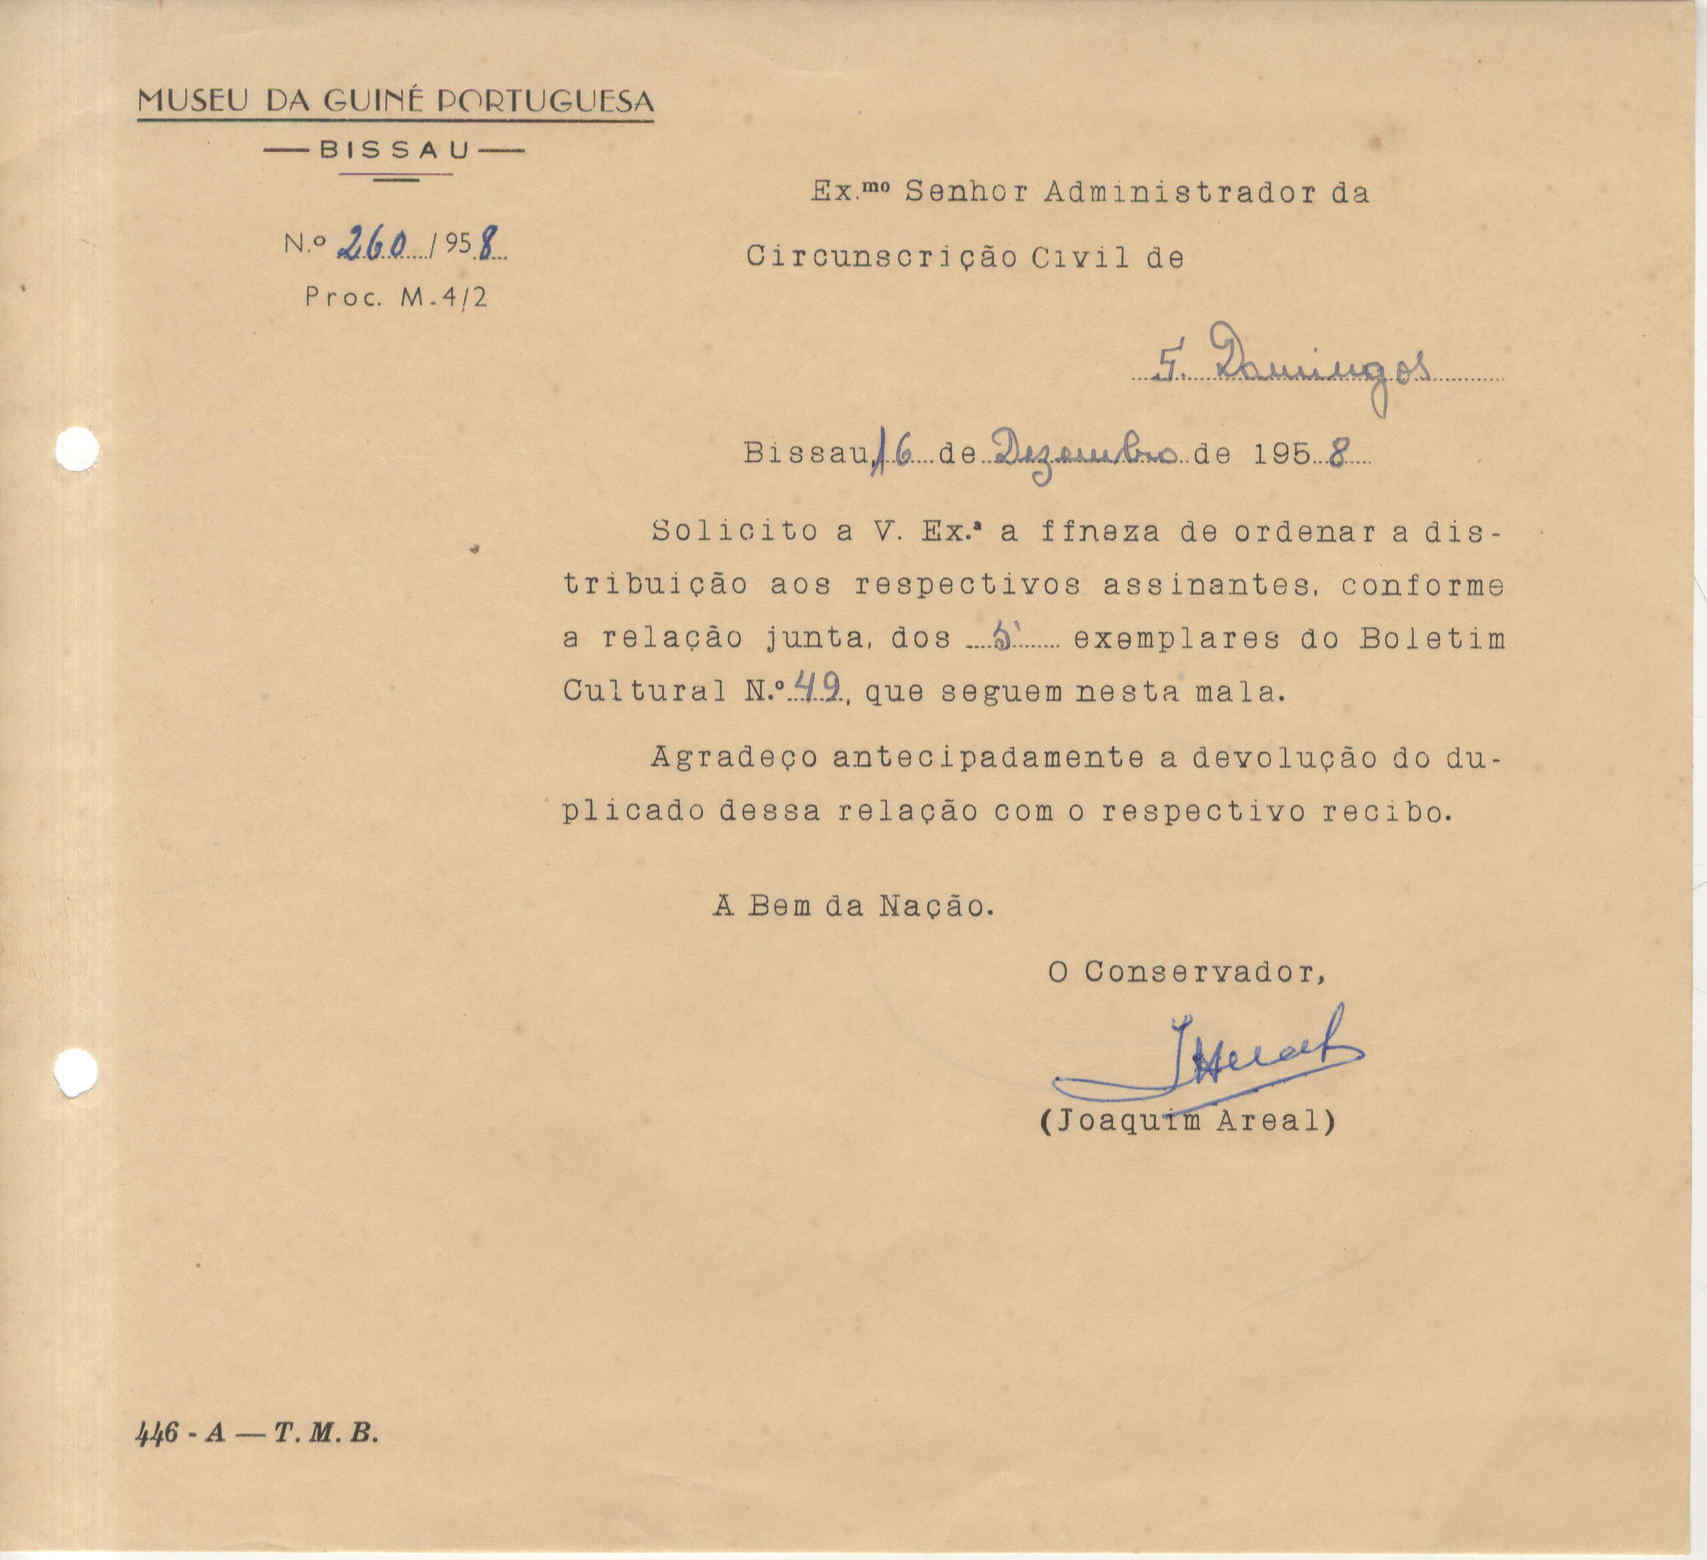 MUSEU DA GUINÉ PORTUGUESA
— BISSAU —
N.º 260/958
Proc. M-4/2
Ex.mo Senhor Administrador da
Circunscrição Civil de
S. Domingos
Bissau, 16 de Dezembro de 1958
Solicito a V. Ex.ª a ffneza de ordenar a dis-
tribuição aos respectivos assinantes, conforme
a relação junta, dos 5 exemplares do Boletim
Cultural N.º 49, que seguem nesta mala.
Agradeço antecipadamente a devolução do du-
plicado dessa relação com o respectivo recibo.
A Bem da Nação.
O Conservador,
JAreal
(Joaquim Areal)
446 - A — T. M. B.